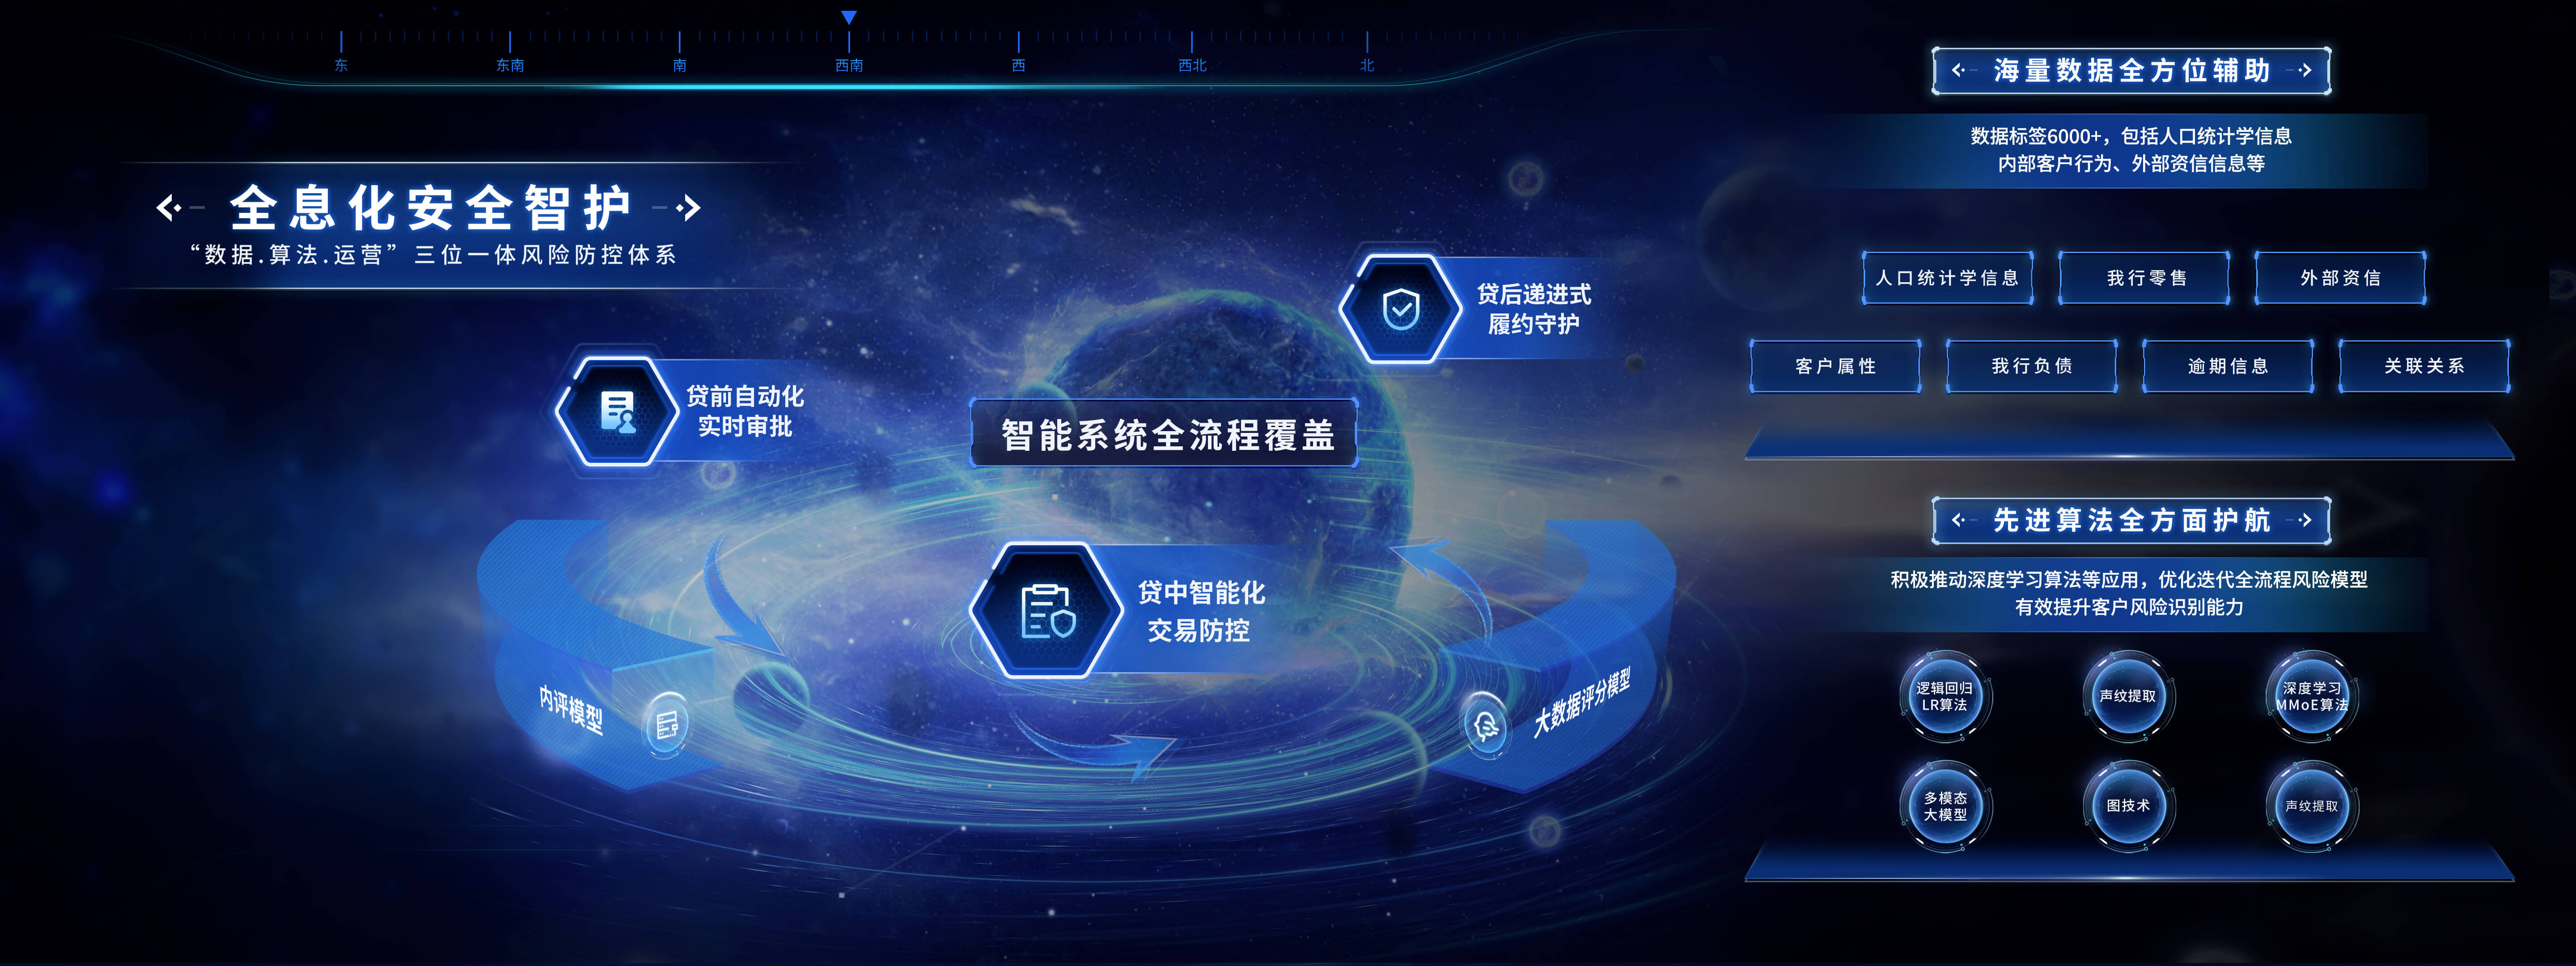 东
东南
南
西南
西
西北
北
全息化安全智护
“数据.算法.运营”三位一体风险防控体系
贷前自动化
实时审批
贷后递进式
履约守护
智能系统全流程覆盖
贷中智能化
交易防控
内评模型
大数据评分模型
海量数据全方位辅助
数据标签6000+，包括人口统计学信息
内部客户行为、外部资信信息等
人口统计学信息
我行零售
外部资信
客户属性
我行负债
逾期信息
关联关系
先进算法全方面护航
积极推动深度学习算法等应用，优化迭代全流程风险模型
有效提升客户风险识别能力
逻辑回归
LR算法
声纹提取
深度学习
MMoE算法
多模态
大模型
图技术
声纹提取